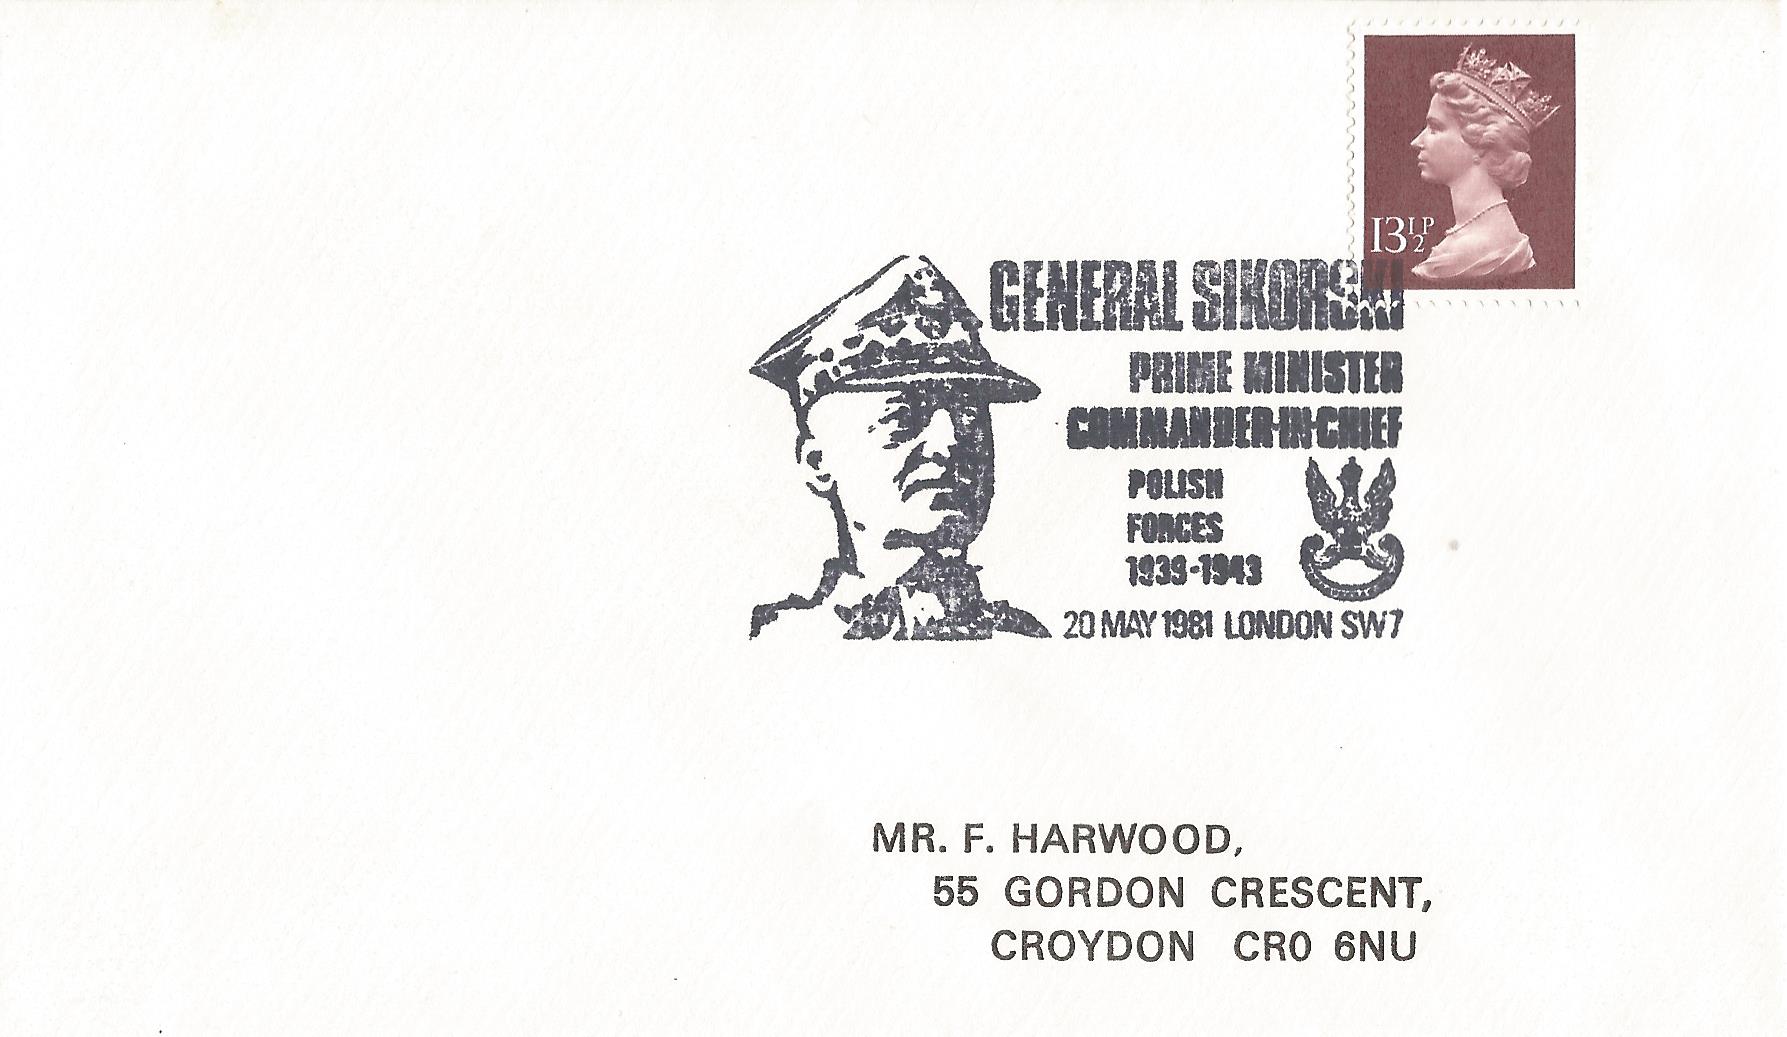 13½P
GENERAL SIKORSKI
PRIME MINISTER
COMMANDER-IN-CHIEF
POLISH
FORCES
1939-1943
20 MAY 1981 LONDON SW7
MR. F. HARWOOD,
55 GORDON CRESCENT,
CROYDON CR0 6NU